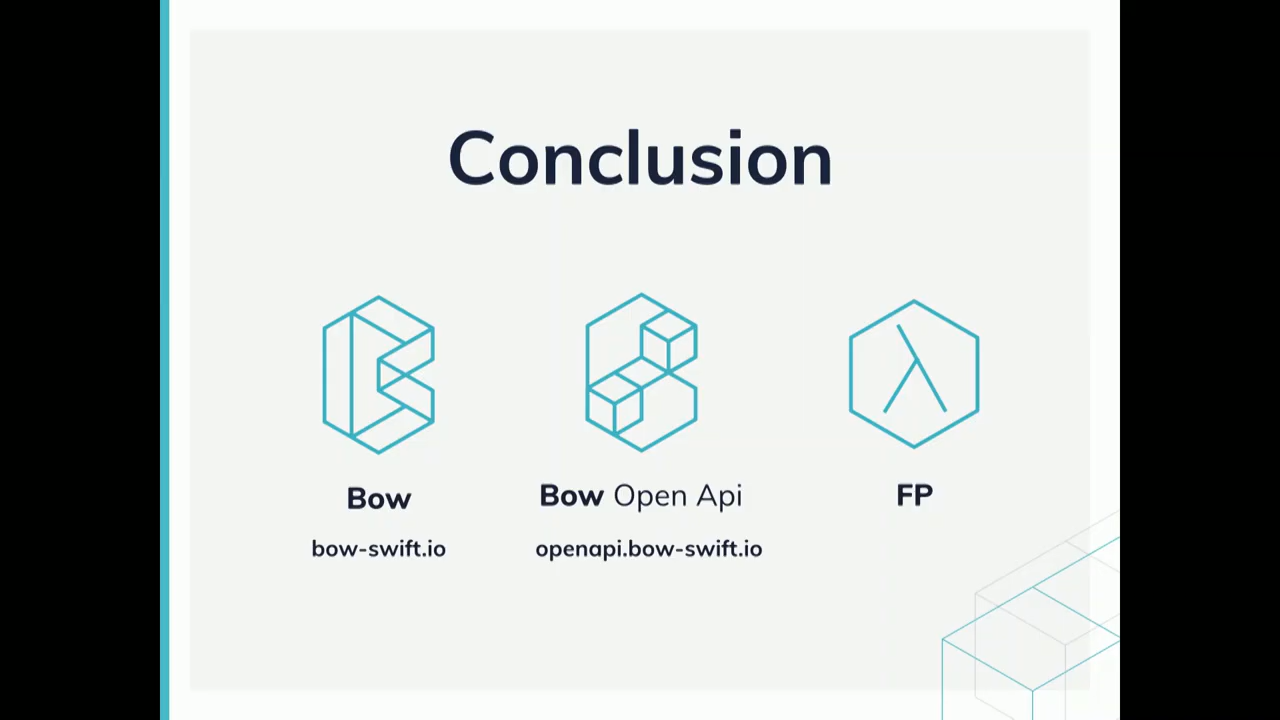 Conclusion
Bow
Bow Open Api
FP
bow-swift.io
openapi.bow-swift.io